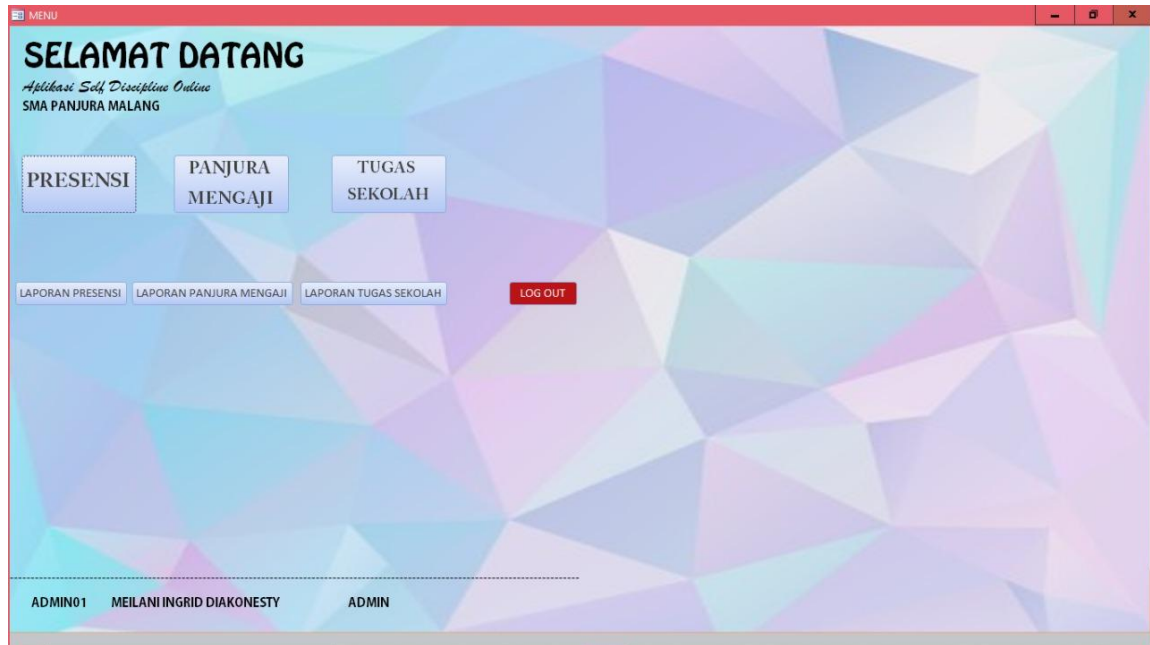 MENU
SELAMAT DATANG
Aplikasi Self Discipline Online
SMA PANJURA MALANG
PRESENSI
PANJURA
MENGAJI
TUGAS
SEKOLAH
LAPORAN PRESENSI
LAPORAN PANJURA MENGAJI
LAPORAN TUGAS SEKOLAH
LOG OUT
ADMIN01 MEILANI INGRID DIAKONESTY ADMIN